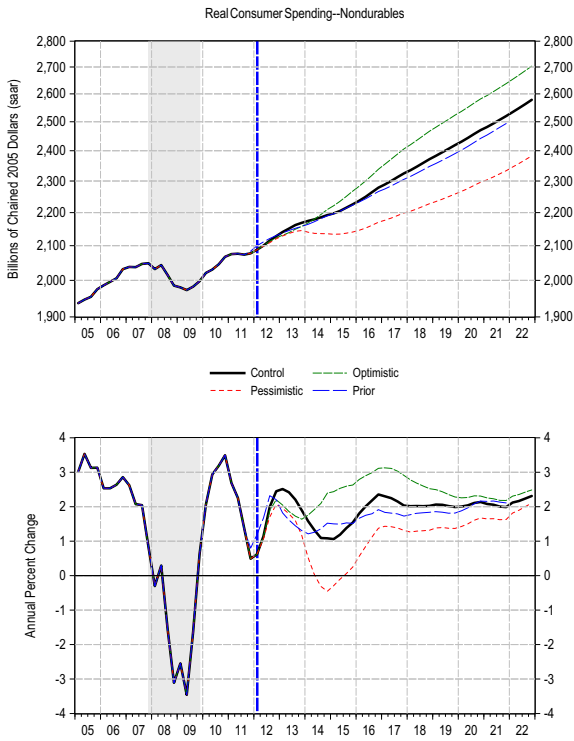 Real Consumer Spending--Nondurables
Billions of Chained 2005 Dollars (saar)
2,800 2,800
2,700 2,700
2,600 2,600
2,500 2,500
2,400 2,400
2,300 2,300
2,200 2,200
2,100 2,100
2,000 2,000
1,900 1,900
05 06 07 08 09 10 11 12 13 14 15 16 17 18 19 20 21 22
Control Optimistic
Pessimistic Prior
Annual Percent Change
4 4
3 3
2 2
1 1
0 0
-1 -1
-2 -2
-3 -3
-4 -4
05 06 07 08 09 10 11 12 13 14 15 16 17 18 19 20 21 22